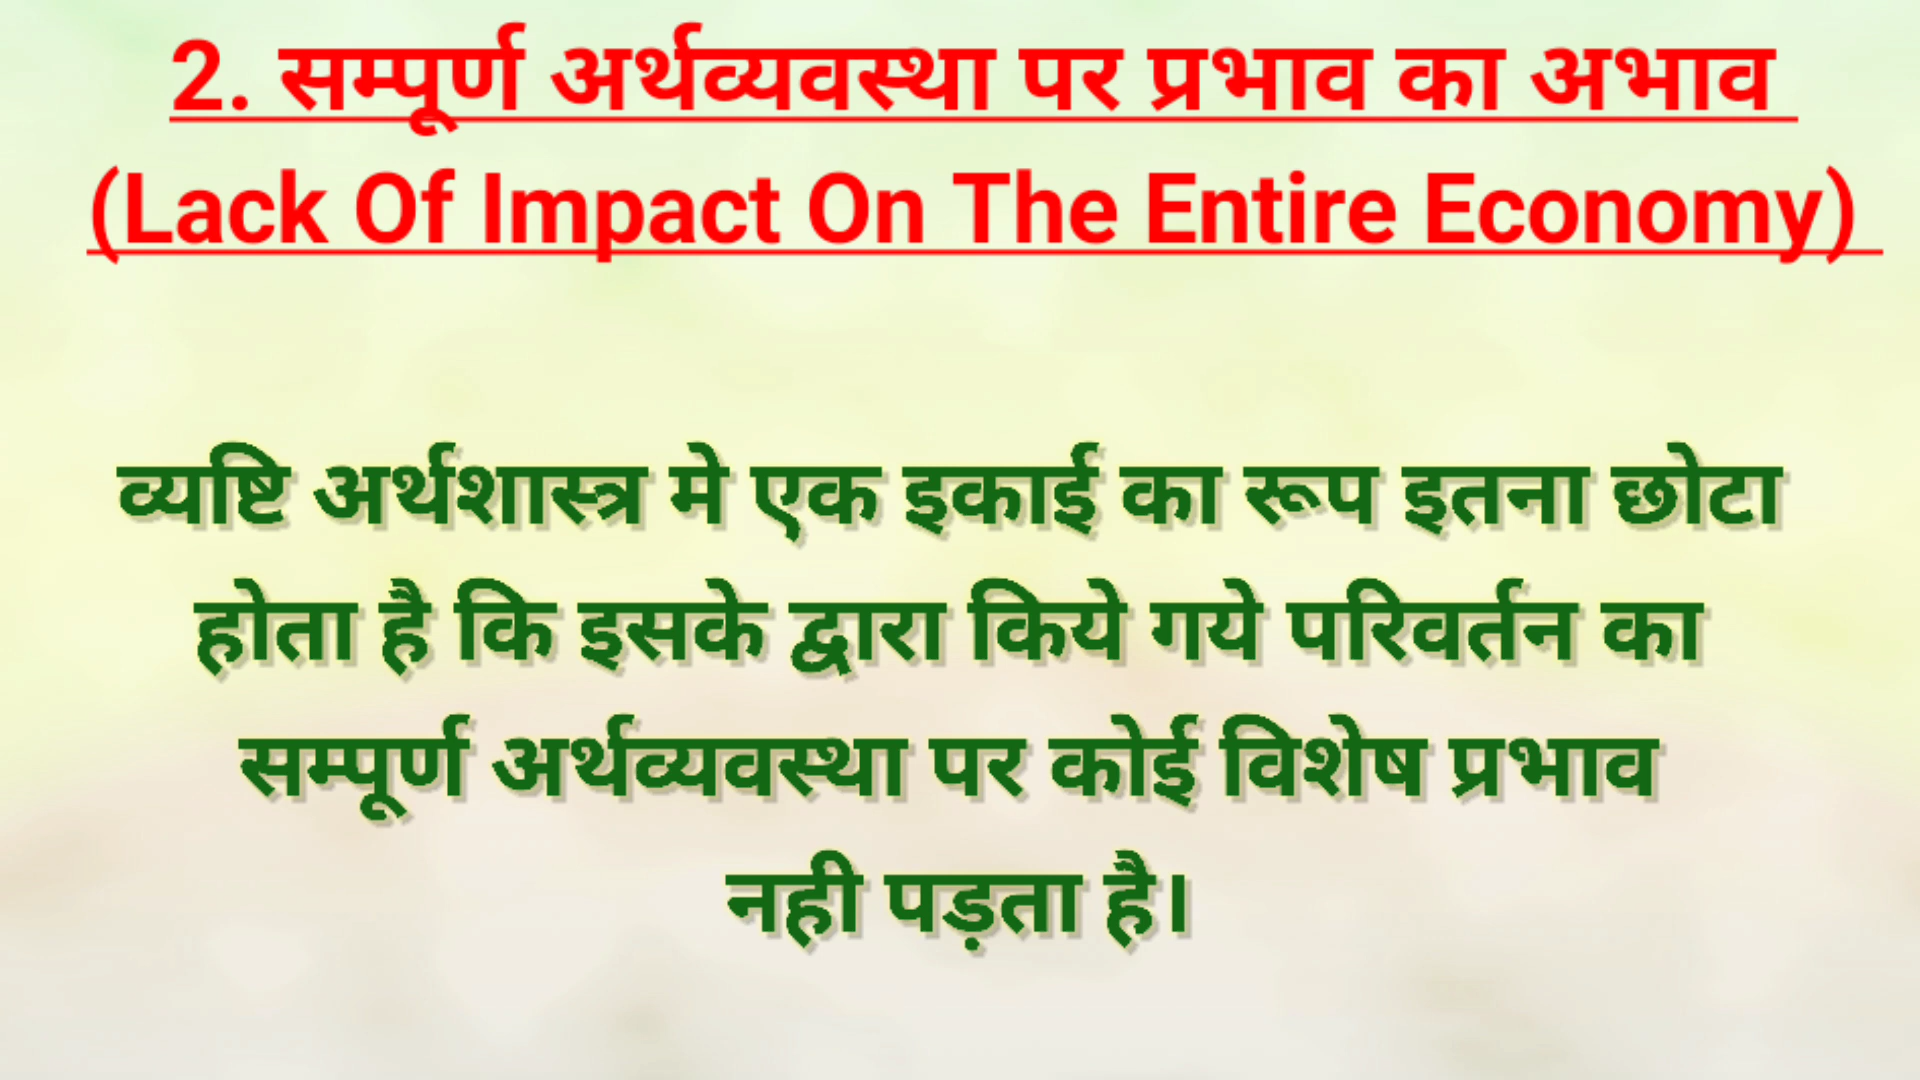 2. सम्पूर्ण अर्थव्यवस्था पर प्रभाव का अभाव
(Lack Of Impact On The Entire Economy)
व्यष्टि अर्थशास्त्र मे एक इकाई का रूप इतना छोटा
होता है कि इसके द्वारा किये गये परिवर्तन का
सम्पूर्ण अर्थव्यवस्था पर कोई विशेष प्रभाव
नही पड़ता है।